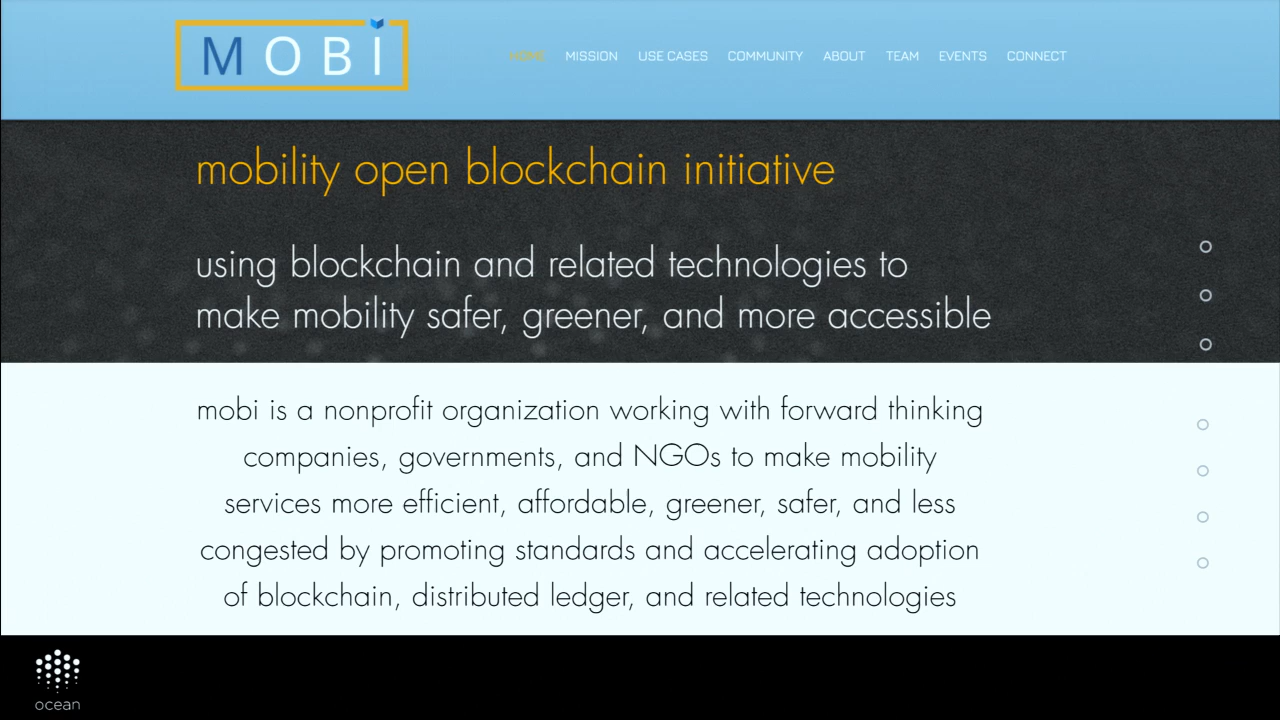 MOBI
HOME MISSION USE CASES COMMUNITY ABOUT TEAM EVENTS CONNECT
mobility open blockchain initiative
using blockchain and related technologies to
make mobility safer, greener, and more accessible
mobi is a nonprofit organization working with forward thinking
companies, governments, and NGOs to make mobility
services more efficient, affordable, greener, safer, and less
congested by promoting standards and accelerating adoption
of blockchain, distributed ledger, and related technologies
ocean